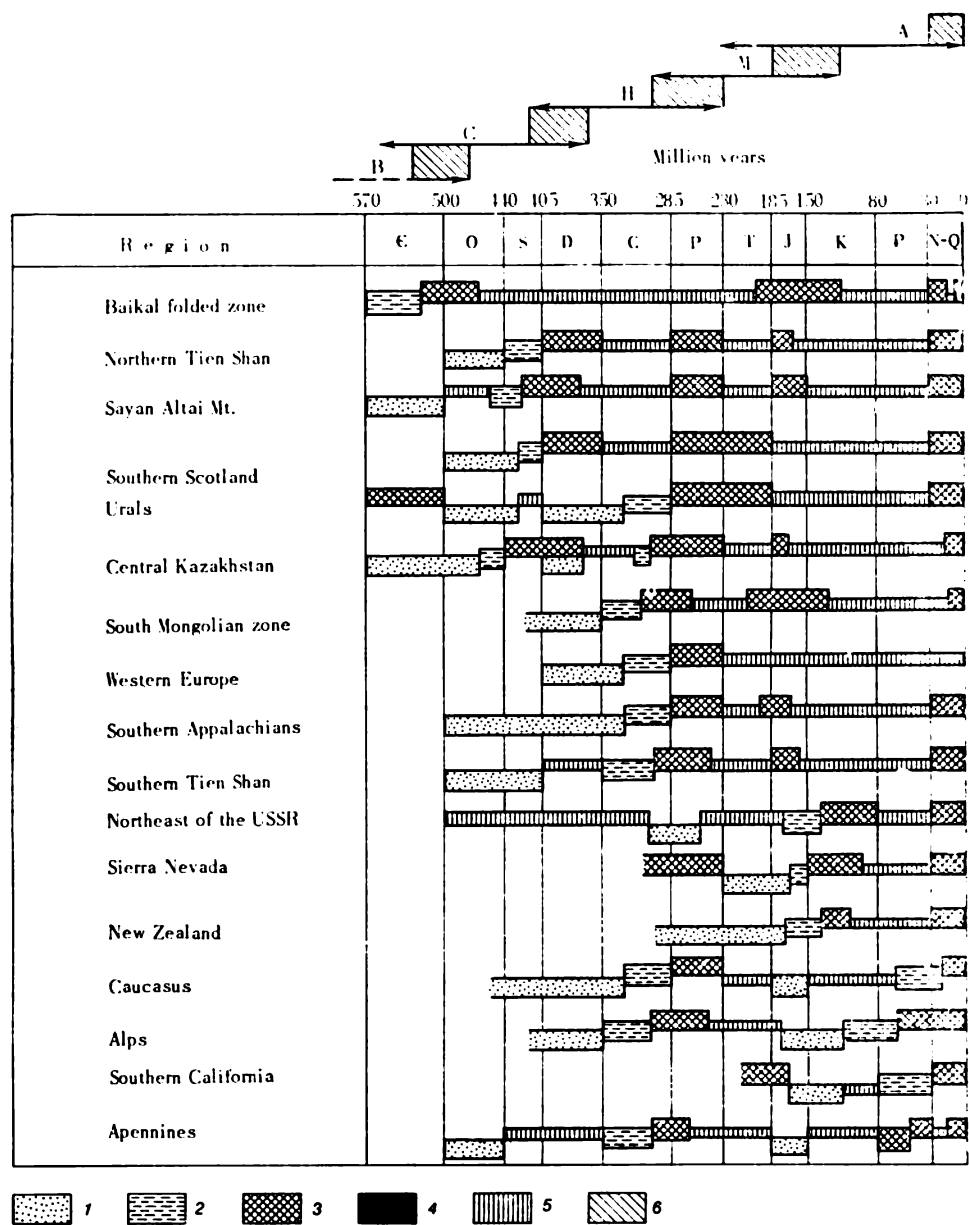 A
M
H
C
B
Million years
570 500 440 405 350 285 230 185 150 80 0
Region Є O S D C P T J K P N-Q
Baikal folded zone
Northern Tien Shan
Sayan Altai Mt.
Southern Scotland
Urals
Central Kazakhstan
South Mongolian zone
Western Europe
Southern Appalachians
Southern Tien Shan
Northeast of the USSR
Sierra Nevada
New Zealand
Caucasus
Alps
Southern California
Apennines
1 2 3 4 5 6